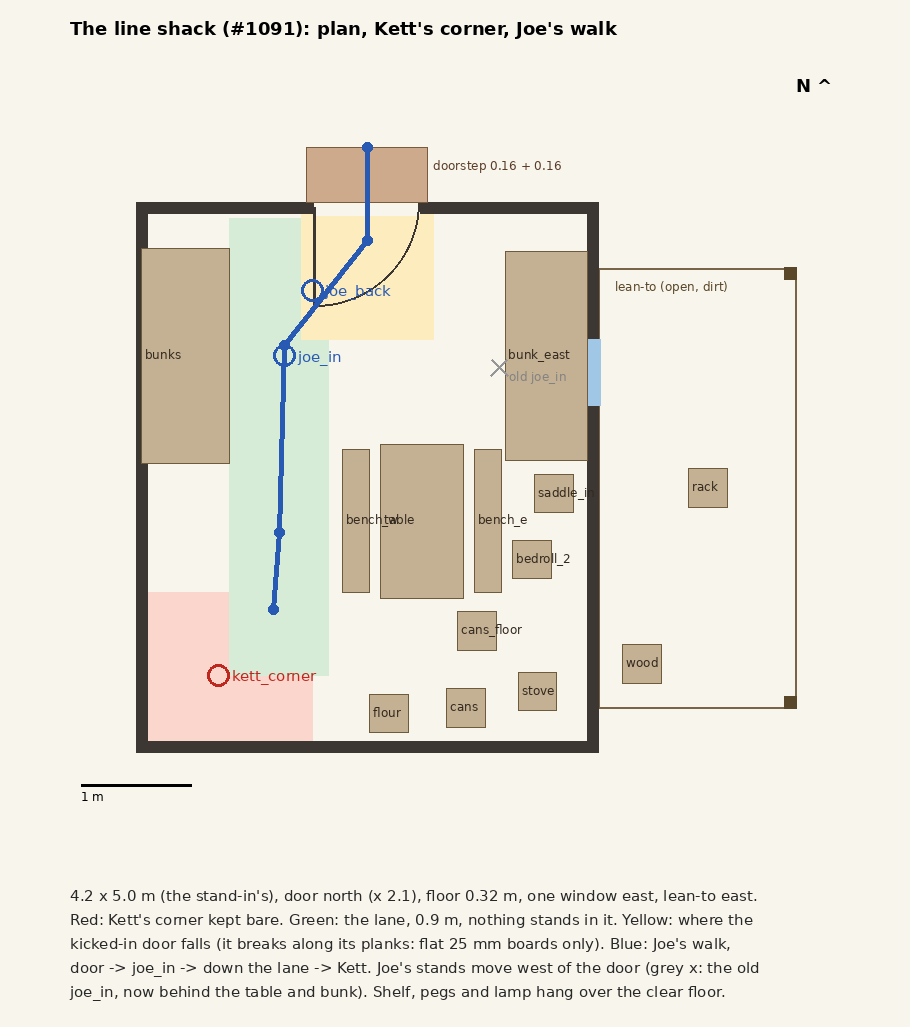 The line shack (#1091): plan, Kett's corner, Joe's walk
N ^
doorstep 0.16 + 0.16
lean-to (open, dirt)
joe_back
bunks
joe_in
bunk_east
old joe_in
rack
saddle_in
bench_w
table
bench_e
bedroll_2
cans_floor
wood
kett_corner
stove
flour
cans
1 m
4.2 x 5.0 m (the stand-in's), door north (x 2.1), floor 0.32 m, one window east, lean-to east.
Red: Kett's corner kept bare. Green: the lane, 0.9 m, nothing stands in it. Yellow: where the
kicked-in door falls (it breaks along its planks: flat 25 mm boards only). Blue: Joe's walk,
door -> joe_in -> down the lane -> Kett. Joe's stands move west of the door (grey x: the old
joe_in, now behind the table and bunk). Shelf, pegs and lamp hang over the clear floor.